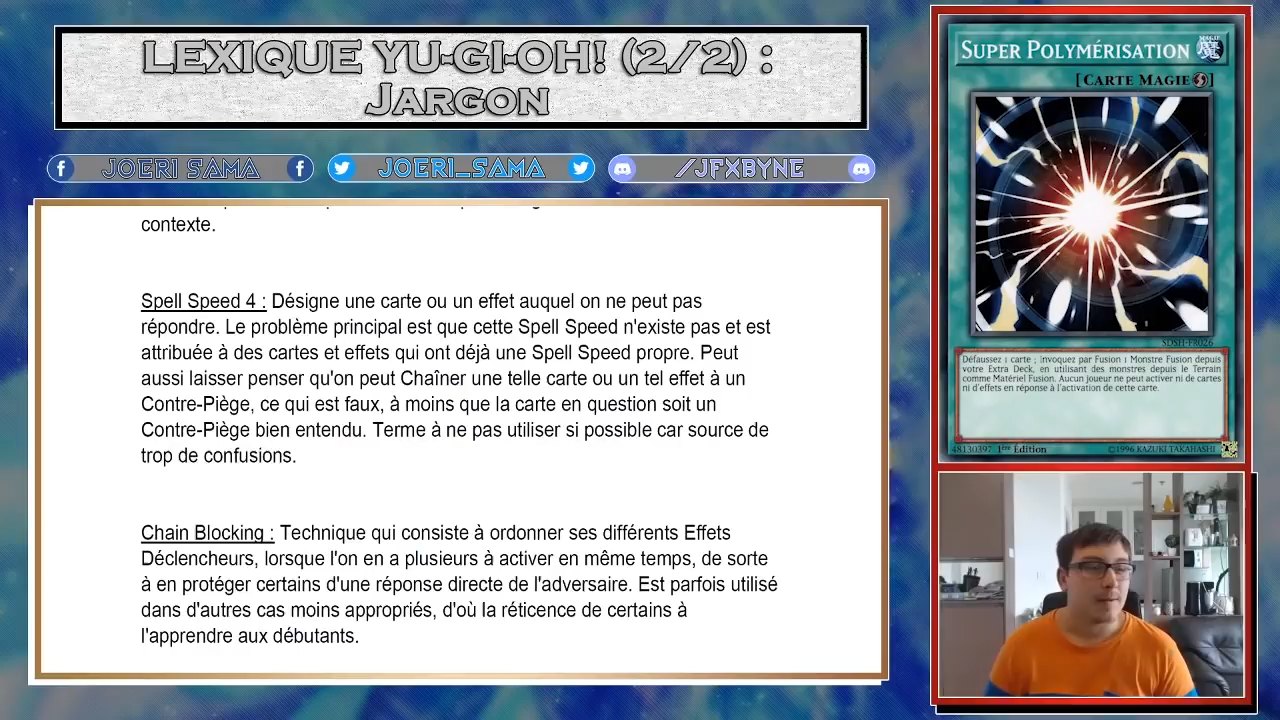 LEXIQUE YU-GI-OH! (2/2) :
JARGON
JOERI SAMA
JOERI_SAMA
/JFXBYNE
contexte.
Spell Speed 4 : Désigne une carte ou un effet auquel on ne peut pas
répondre. Le problème principal est que cette Spell Speed n'existe pas et est
attribuée à des cartes et effets qui ont déjà une Spell Speed propre. Peut
aussi laisser penser qu'on peut Chaîner une telle carte ou un tel effet à un
Contre-Piège, ce qui est faux, à moins que la carte en question soit un
Contre-Piège bien entendu. Terme à ne pas utiliser si possible car source de
trop de confusions.
Chain Blocking : Technique qui consiste à ordonner ses différents Effets
Déclencheurs, lorsque l'on en a plusieurs à activer en même temps, de sorte
à en protéger certains d'une réponse directe de l'adversaire. Est parfois utilisé
dans d'autres cas moins appropriés, d'où la réticence de certains à
l'apprendre aux débutants.
SUPER POLYMÉRISATION
MAGIE
魔
[CARTE MAGIE]
SDSH-FR026
Défaussez 1 carte ; Invoquez par Fusion 1 Monstre Fusion depuis
votre Extra Deck, en utilisant des monstres depuis le Terrain
comme Matériel Fusion. Aucun joueur ne peut activer ni de cartes
ni d'effets en réponse à l'activation de cette carte.
48130397 1ère Édition
©1996 KAZUKI TAKAHASHI